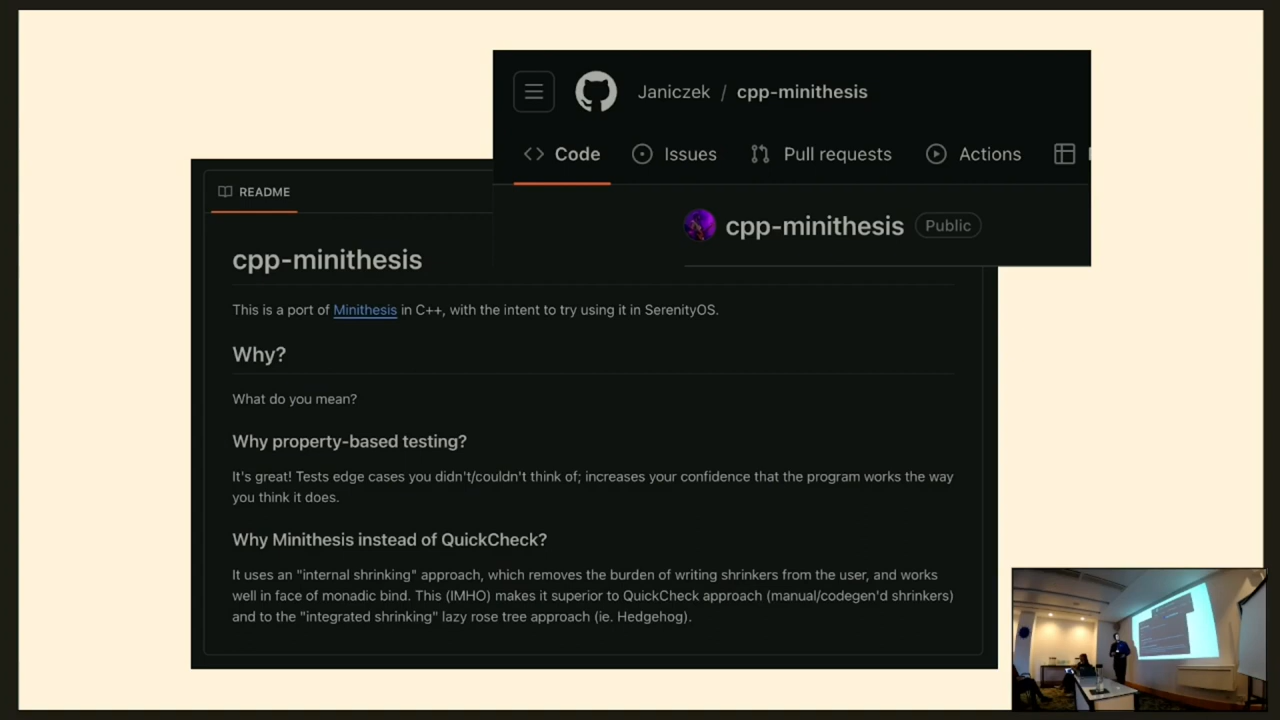 Janiczek / cpp-minithesis
Code Issues Pull requests Actions
cpp-minithesis Public
README
cpp-minithesis
This is a port of Minithesis in C++, with the intent to try using it in SerenityOS.
Why?
What do you mean?
Why property-based testing?
It's great! Tests edge cases you didn't/couldn't think of; increases your confidence that the program works the way
you think it does.
Why Minithesis instead of QuickCheck?
It uses an "internal shrinking" approach, which removes the burden of writing shrinkers from the user, and works
well in face of monadic bind. This (IMHO) makes it superior to QuickCheck approach (manual/codegen'd shrinkers)
and to the "integrated shrinking" lazy rose tree approach (ie. Hedgehog).